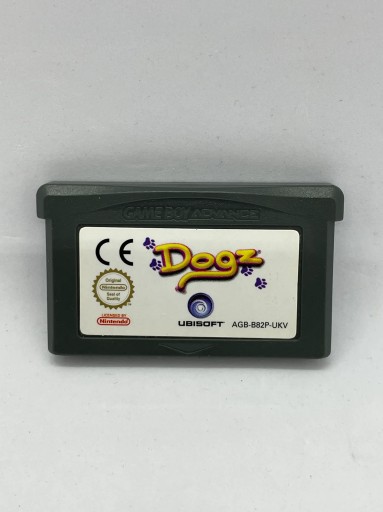 GAME BOY ADVANCE
CE
Dogz
Original
Nintendo
Seal of
Quality
LICENSED BY
Nintendo
UBISOFT
AGB-B82P-UKV